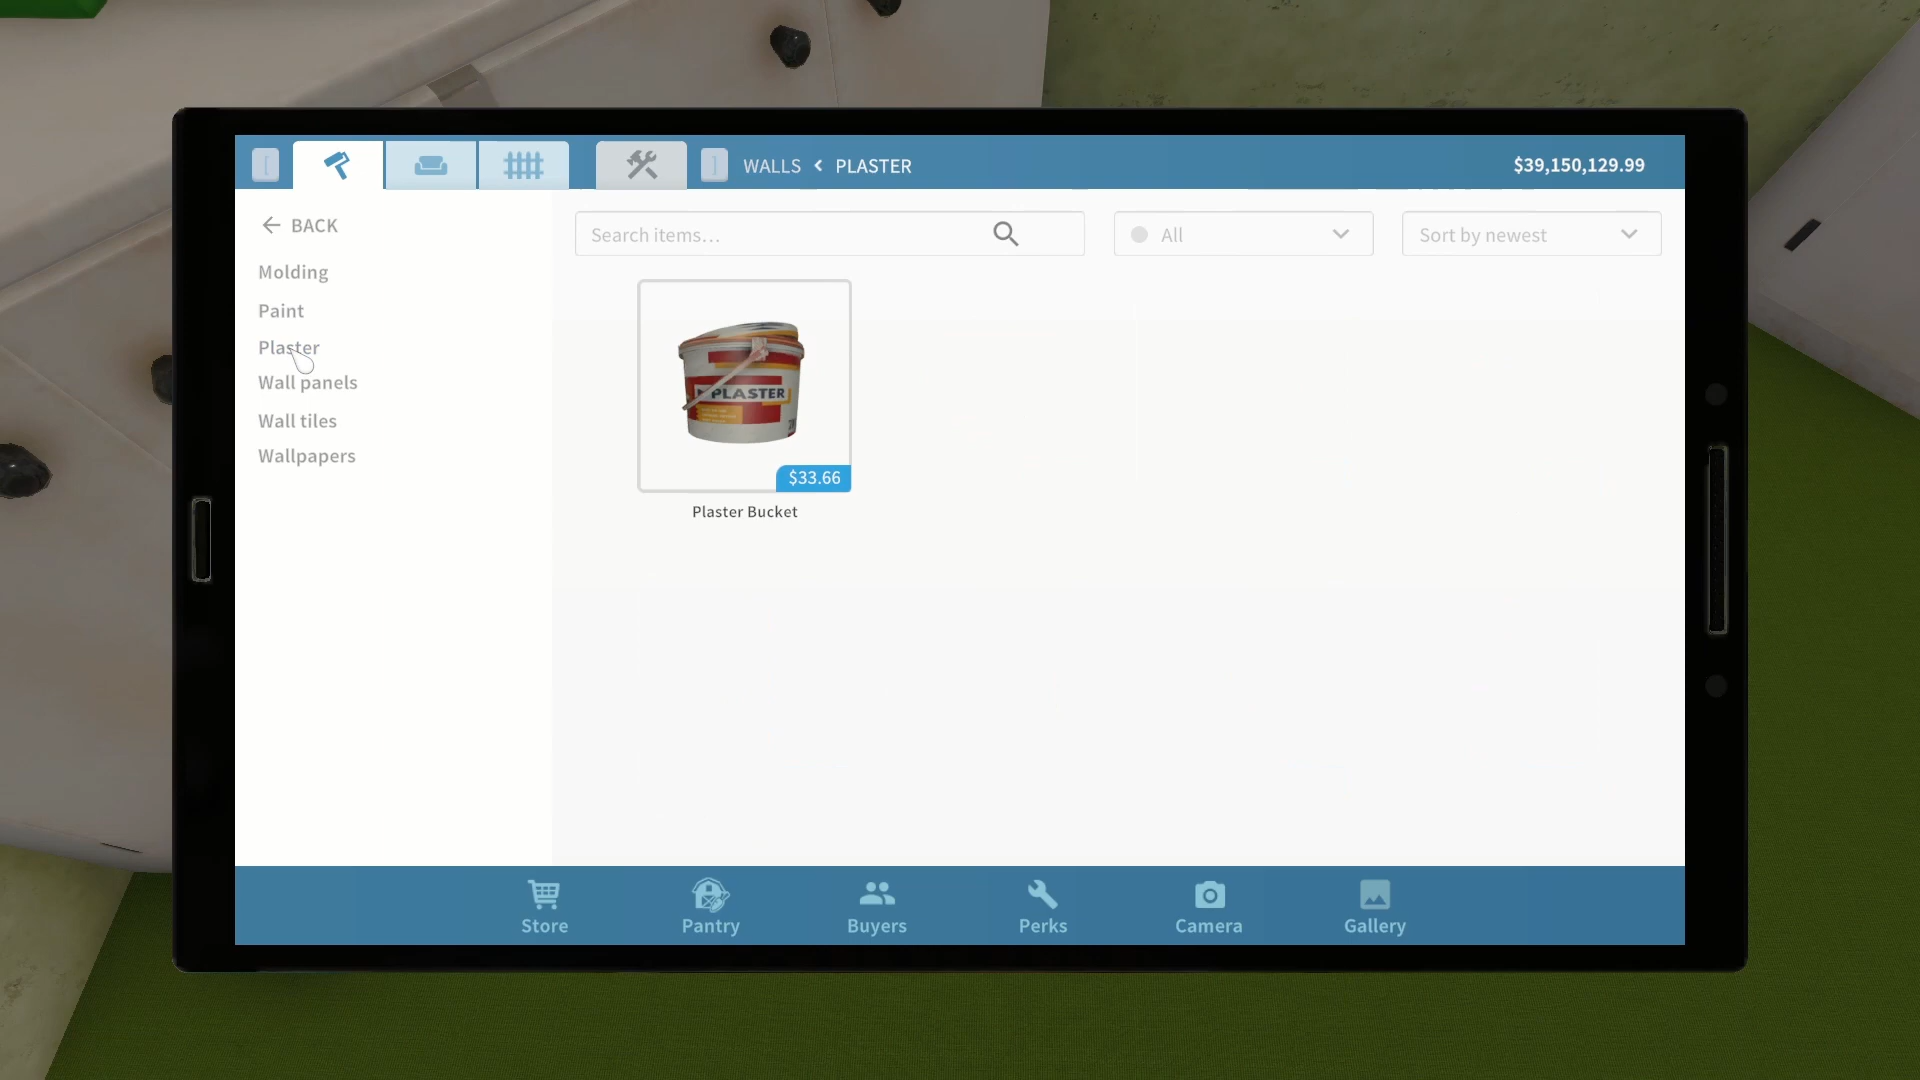 [
]
WALLS < PLASTER
$39,150,129.99
BACK
Search items...
All
Sort by newest
Molding
Paint
Plaster
Wall panels
Wall tiles
Wallpapers
PLASTER
$33.66
Plaster Bucket
Store
Pantry
Buyers
Perks
Camera
Gallery